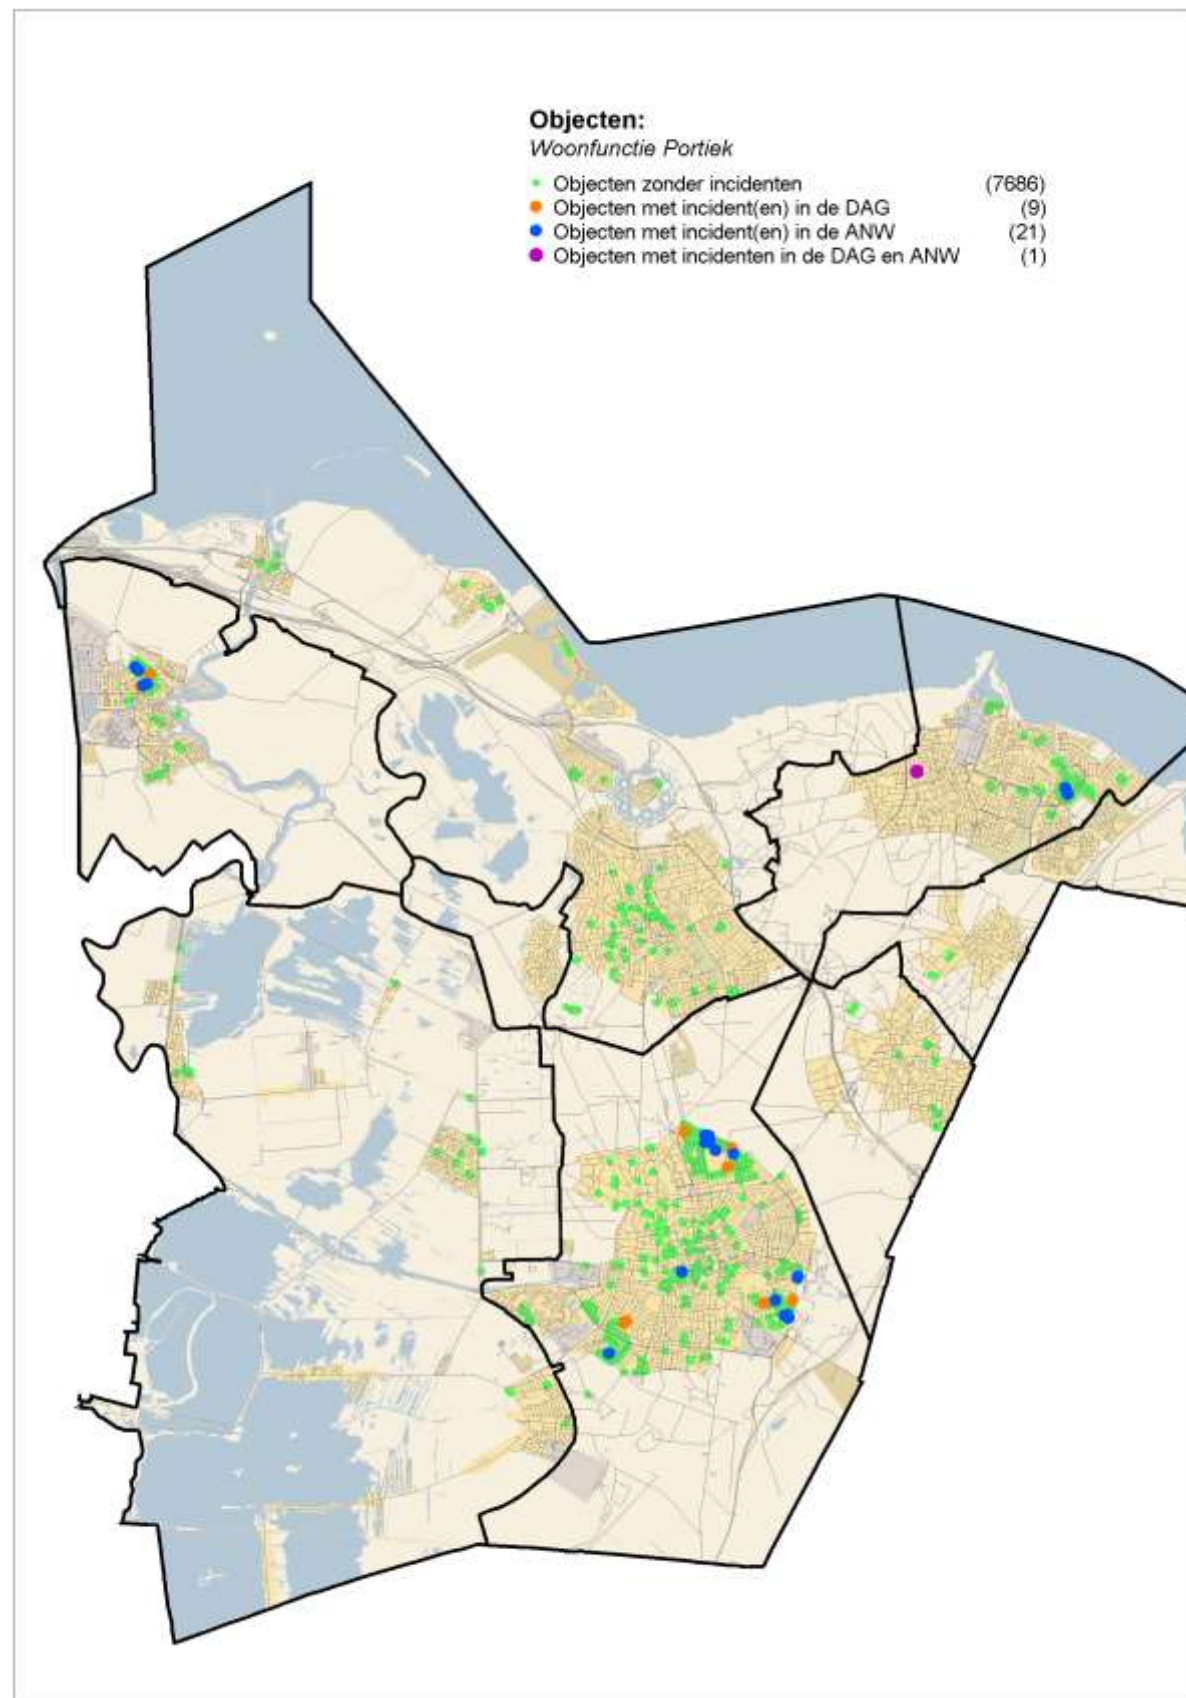 Objecten:
Woonfunctie Portiek
Objecten zonder incidenten (7686)
Objecten met incident(en) in de DAG (9)
Objecten met incident(en) in de ANW (21)
Objecten met incidenten in de DAG en ANW (1)